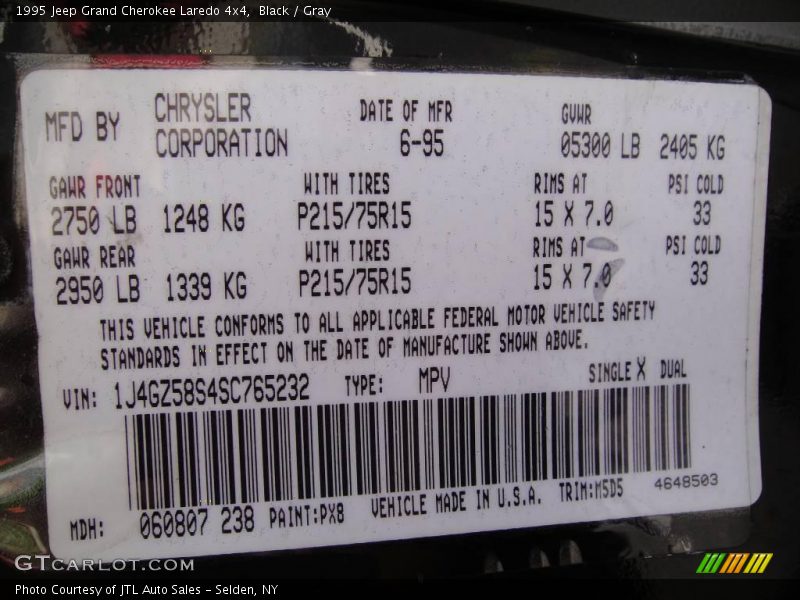 1995 Jeep Grand Cherokee Laredo 4x4,  Black / Gray
MFD BY CHRYSLER CORPORATION DATE OF MFR 6-95 GVWR 05300 LB 2405 KG
GAWR FRONT WITH TIRES RIMS AT PSI COLD
2750 LB 1248 KG P215/75R15 15 X 7.0 33
GAWR REAR WITH TIRES RIMS AT PSI COLD
2950 LB 1339 KG P215/75R15 15 X 7.0 33
THIS VEHICLE CONFORMS TO ALL APPLICABLE FEDERAL MOTOR VEHICLE SAFETY
STANDARDS IN EFFECT ON THE DATE OF MANUFACTURE SHOWN ABOVE.
VIN: 1J4GZ58S4SC765232 TYPE: MPV SINGLE X DUAL
MDH: 060807 238 PAINT:PX8 VEHICLE MADE IN U.S.A. TRIM:M5D5 4648503
GTCARLOT.COM
Photo Courtesy of JTL Auto Sales - Selden, NY